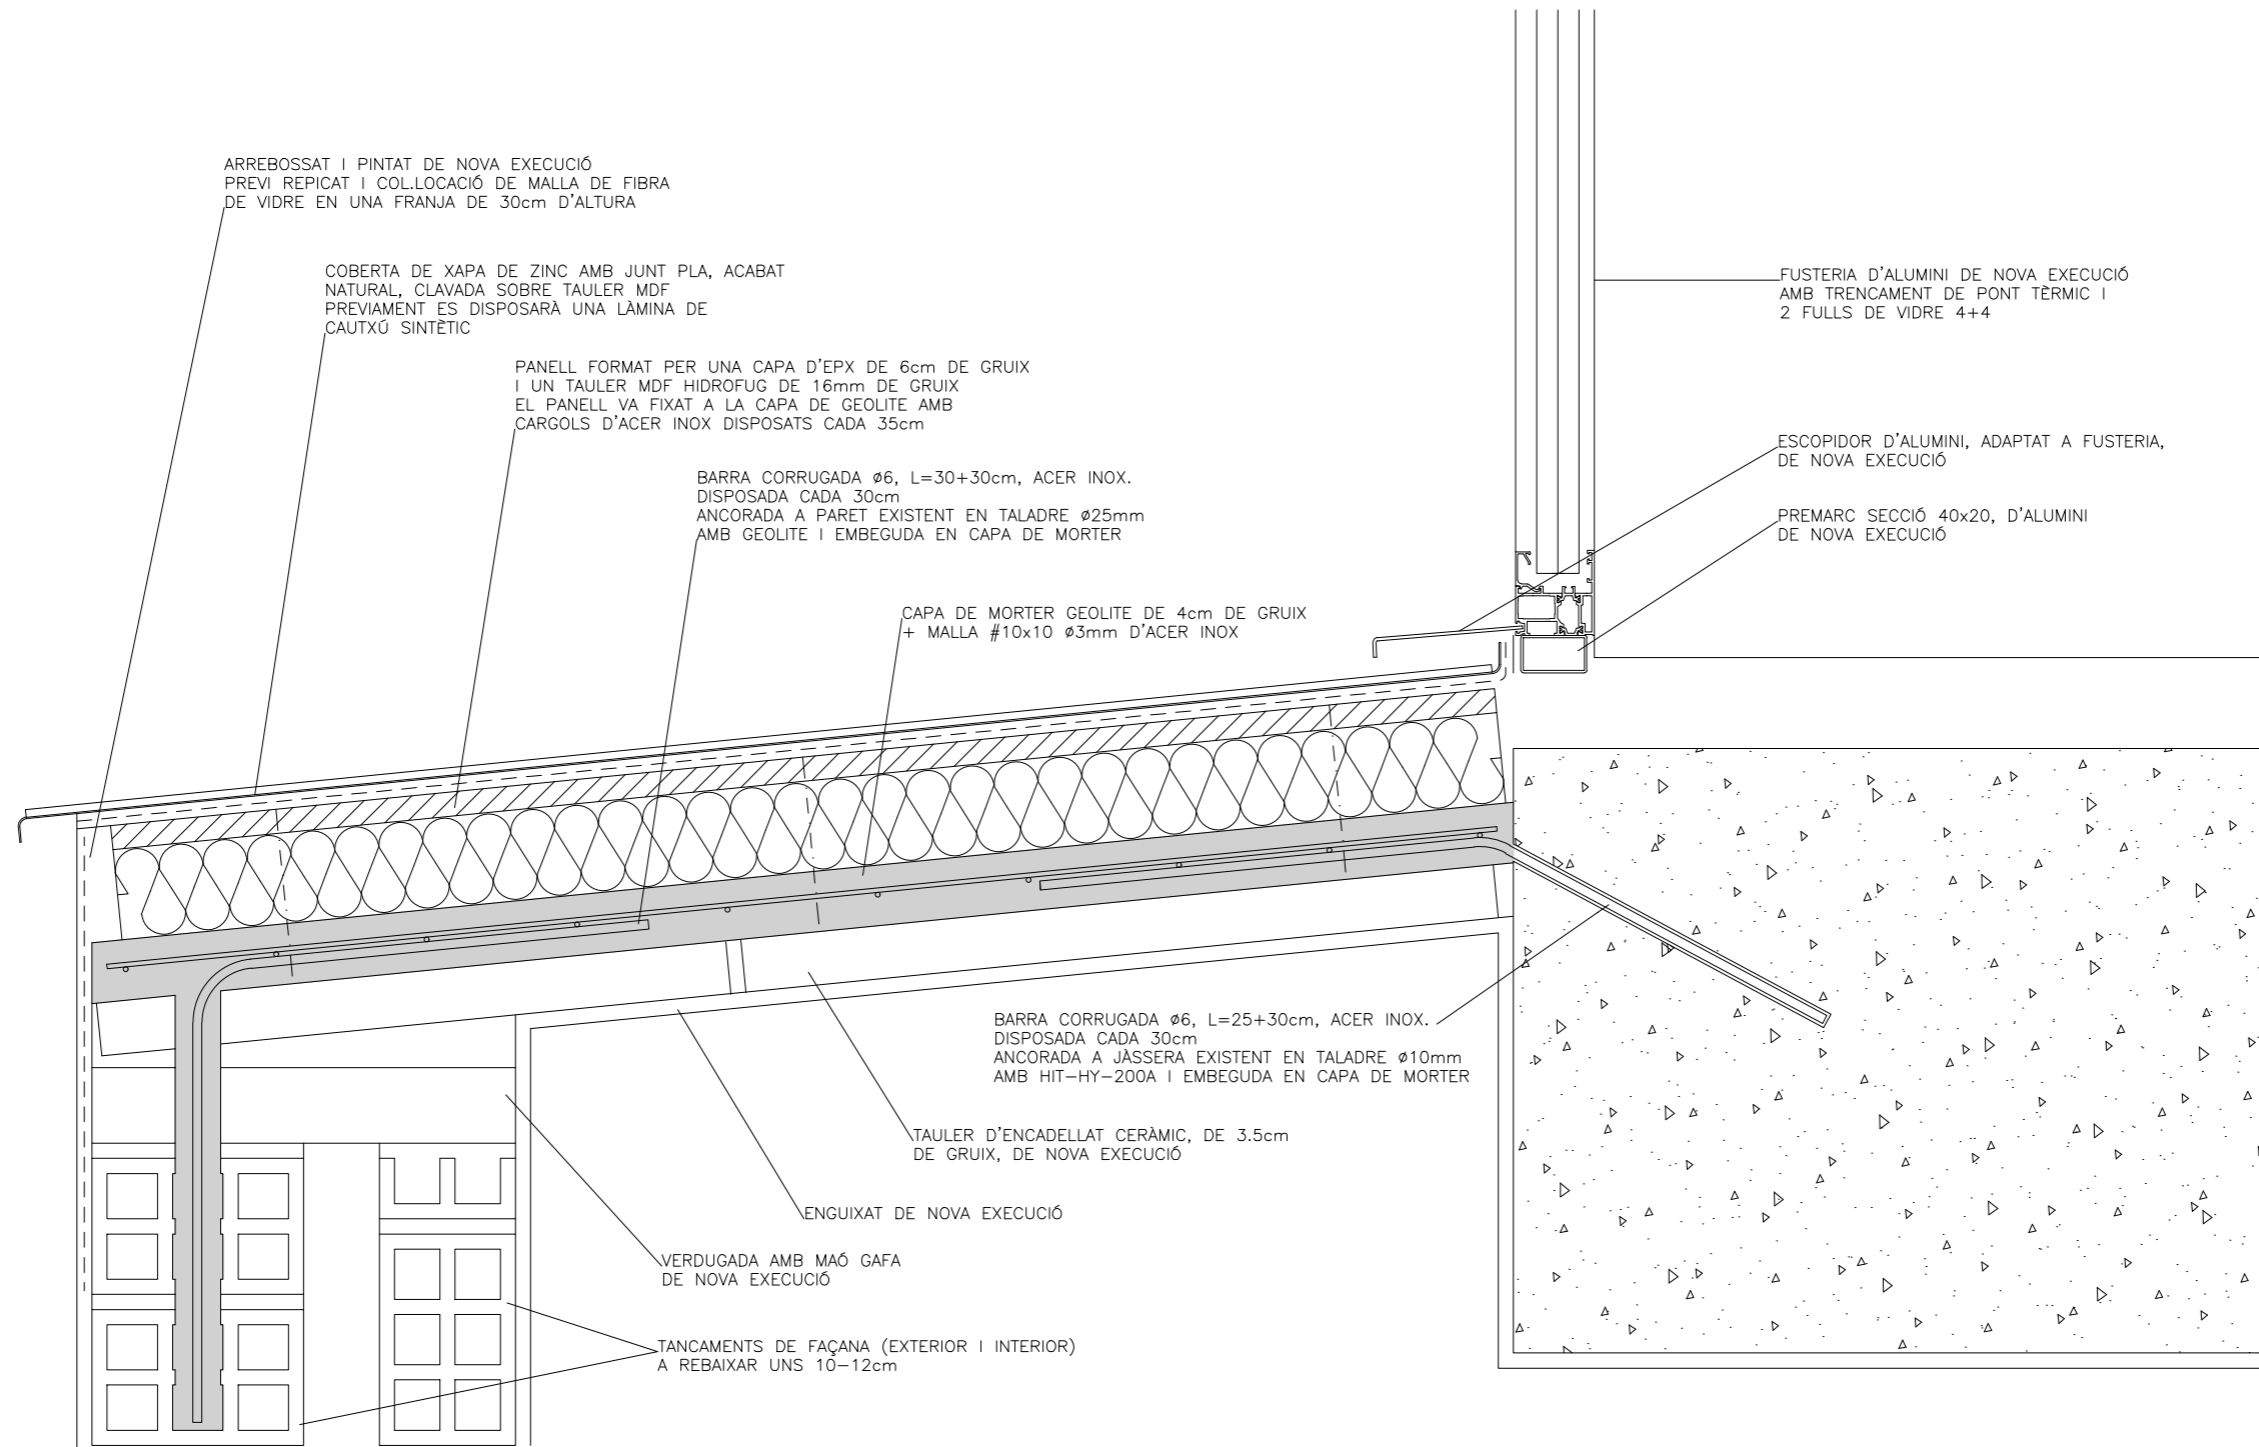 ARREBOSSAT I PINTAT DE NOVA EXECUCIÓ
PREVI REPICAT I COL.LOCACIÓ DE MALLA DE FIBRA
DE VIDRE EN UNA FRANJA DE 30cm D'ALTURA
COBERTA DE XAPA DE ZINC AMB JUNT PLA, ACABAT
NATURAL, CLAVADA SOBRE TAULER MDF
PREVIAMENT ES DISPOSARÀ UNA LÀMINA DE
CAUTXÚ SINTÈTIC
PANELL FORMAT PER UNA CAPA D'EPX DE 6cm DE GRUIX
I UN TAULER MDF HIDROFUG DE 16mm DE GRUIX
EL PANELL VA FIXAT A LA CAPA DE GEOLITE AMB
CARGOLS D'ACER INOX DISPOSATS CADA 35cm
BARRA CORRUGADA ø6, L=30+30cm, ACER INOX.
DISPOSADA CADA 30cm
ANCORADA A PARET EXISTENT EN TALADRE ø25mm
AMB GEOLITE I EMBEGUDA EN CAPA DE MORTER
CAPA DE MORTER GEOLITE DE 4cm DE GRUIX
+ MALLA #10x10 ø3mm D'ACER INOX
FUSTERIA D'ALUMINI DE NOVA EXECUCIÓ
AMB TRENCAMENT DE PONT TÈRMIC I
2 FULLS DE VIDRE 4+4
ESCOPIDOR D'ALUMINI, ADAPTAT A FUSTERIA,
DE NOVA EXECUCIÓ
PREMARC SECCIÓ 40x20, D'ALUMINI
DE NOVA EXECUCIÓ
BARRA CORRUGADA ø6, L=25+30cm, ACER INOX.
DISPOSADA CADA 30cm
ANCORADA A JÀSSERA EXISTENT EN TALADRE ø10mm
AMB HIT-HY-200A I EMBEGUDA EN CAPA DE MORTER
TAULER D'ENCADELLAT CERÀMIC, DE 3.5cm
DE GRUIX, DE NOVA EXECUCIÓ
ENGUIXAT DE NOVA EXECUCIÓ
VERDUGADA AMB MAÓ GAFA
DE NOVA EXECUCIÓ
TANCAMENTS DE FAÇANA (EXTERIOR I INTERIOR)
A REBAIXAR UNS 10-12cm